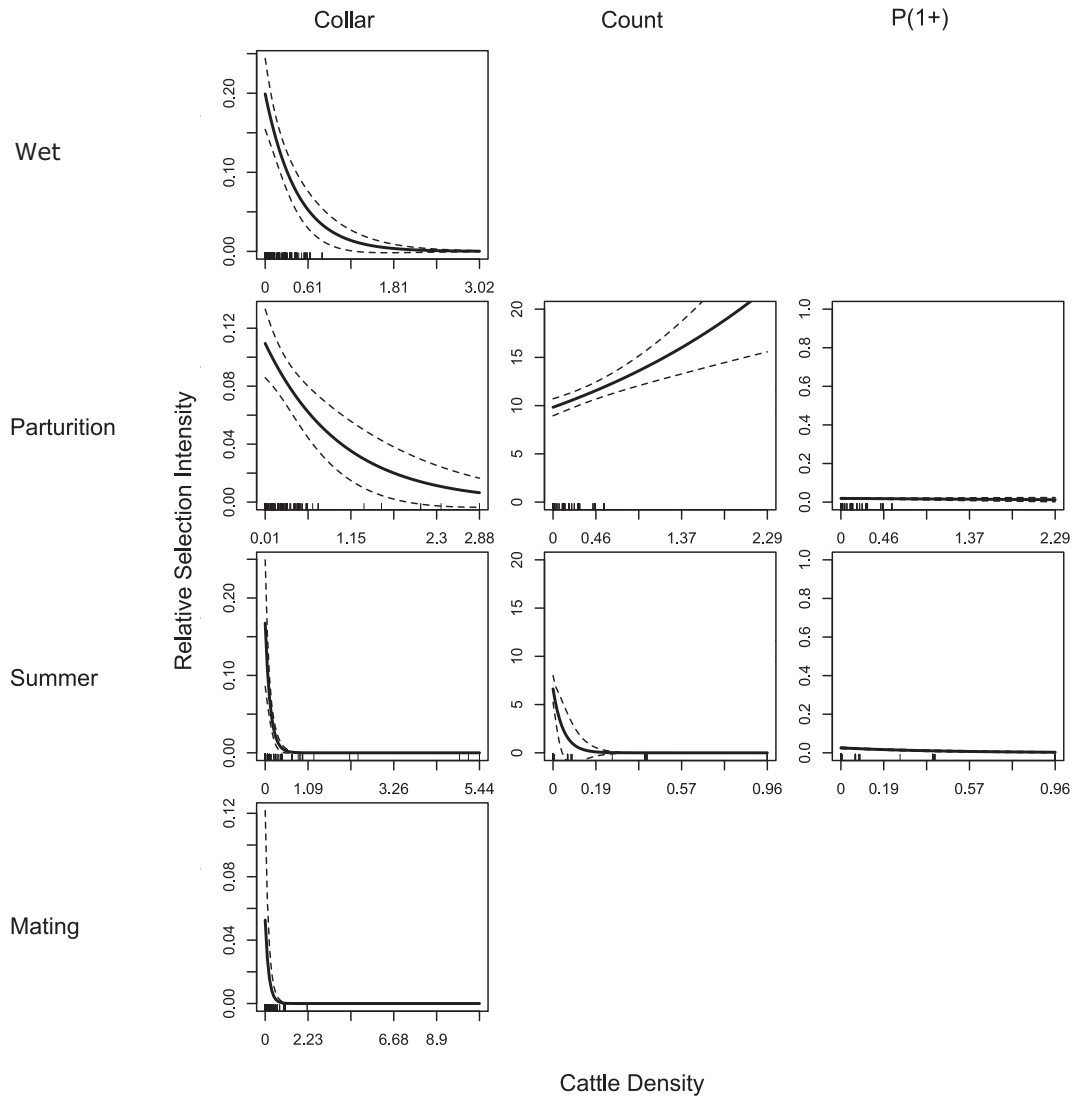 Collar Count P(1+)
Wet
0.00 0.10 0.20
0 0.61 1.81 3.02
Parturition
0.00 0.04 0.08 0.12
0.01 1.15 2.3 2.88
0 5 10 15 20
0 0.46 1.37 2.29
0.0 0.2 0.4 0.6 0.8 1.0
0 0.46 1.37 2.29
Relative Selection Intensity
Summer
0.00 0.10 0.20
0 1.09 3.26 5.44
0 5 10 15 20
0 0.19 0.57 0.96
0.0 0.2 0.4 0.6 0.8 1.0
0 0.19 0.57 0.96
Mating
0.00 0.04 0.08 0.12
0 2.23 6.68 8.9
Cattle Density